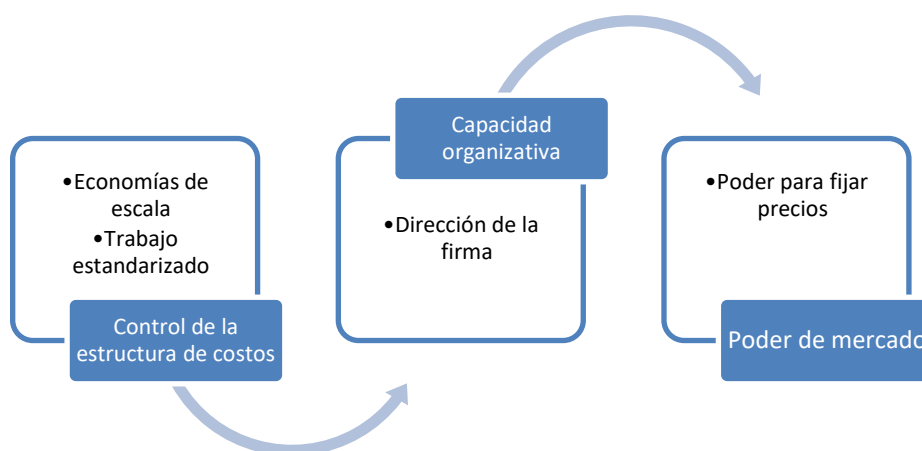 •Economías de
escala
•Trabajo
estandarizado
Control de la
estructura de costos
Capacidad
organizativa
•Dirección de la
firma
•Poder para fijar
precios
Poder de mercado